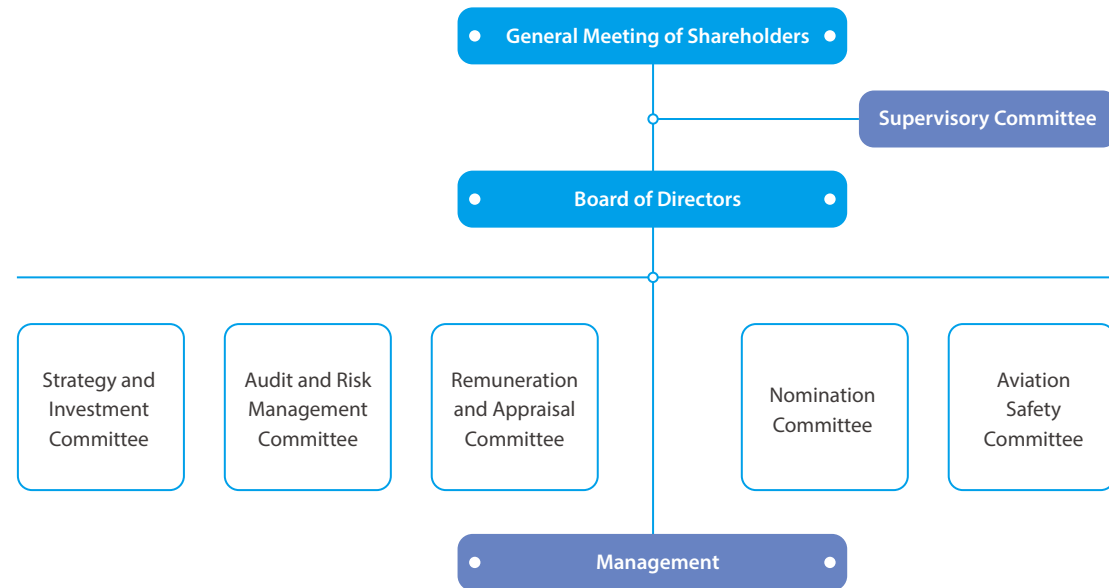 General Meeting of Shareholders
Supervisory Committee
Board of Directors
Strategy and
Investment
Committee
Audit and Risk
Management
Committee
Remuneration
and Appraisal
Committee
Nomination
Committee
Aviation
Safety
Committee
Management